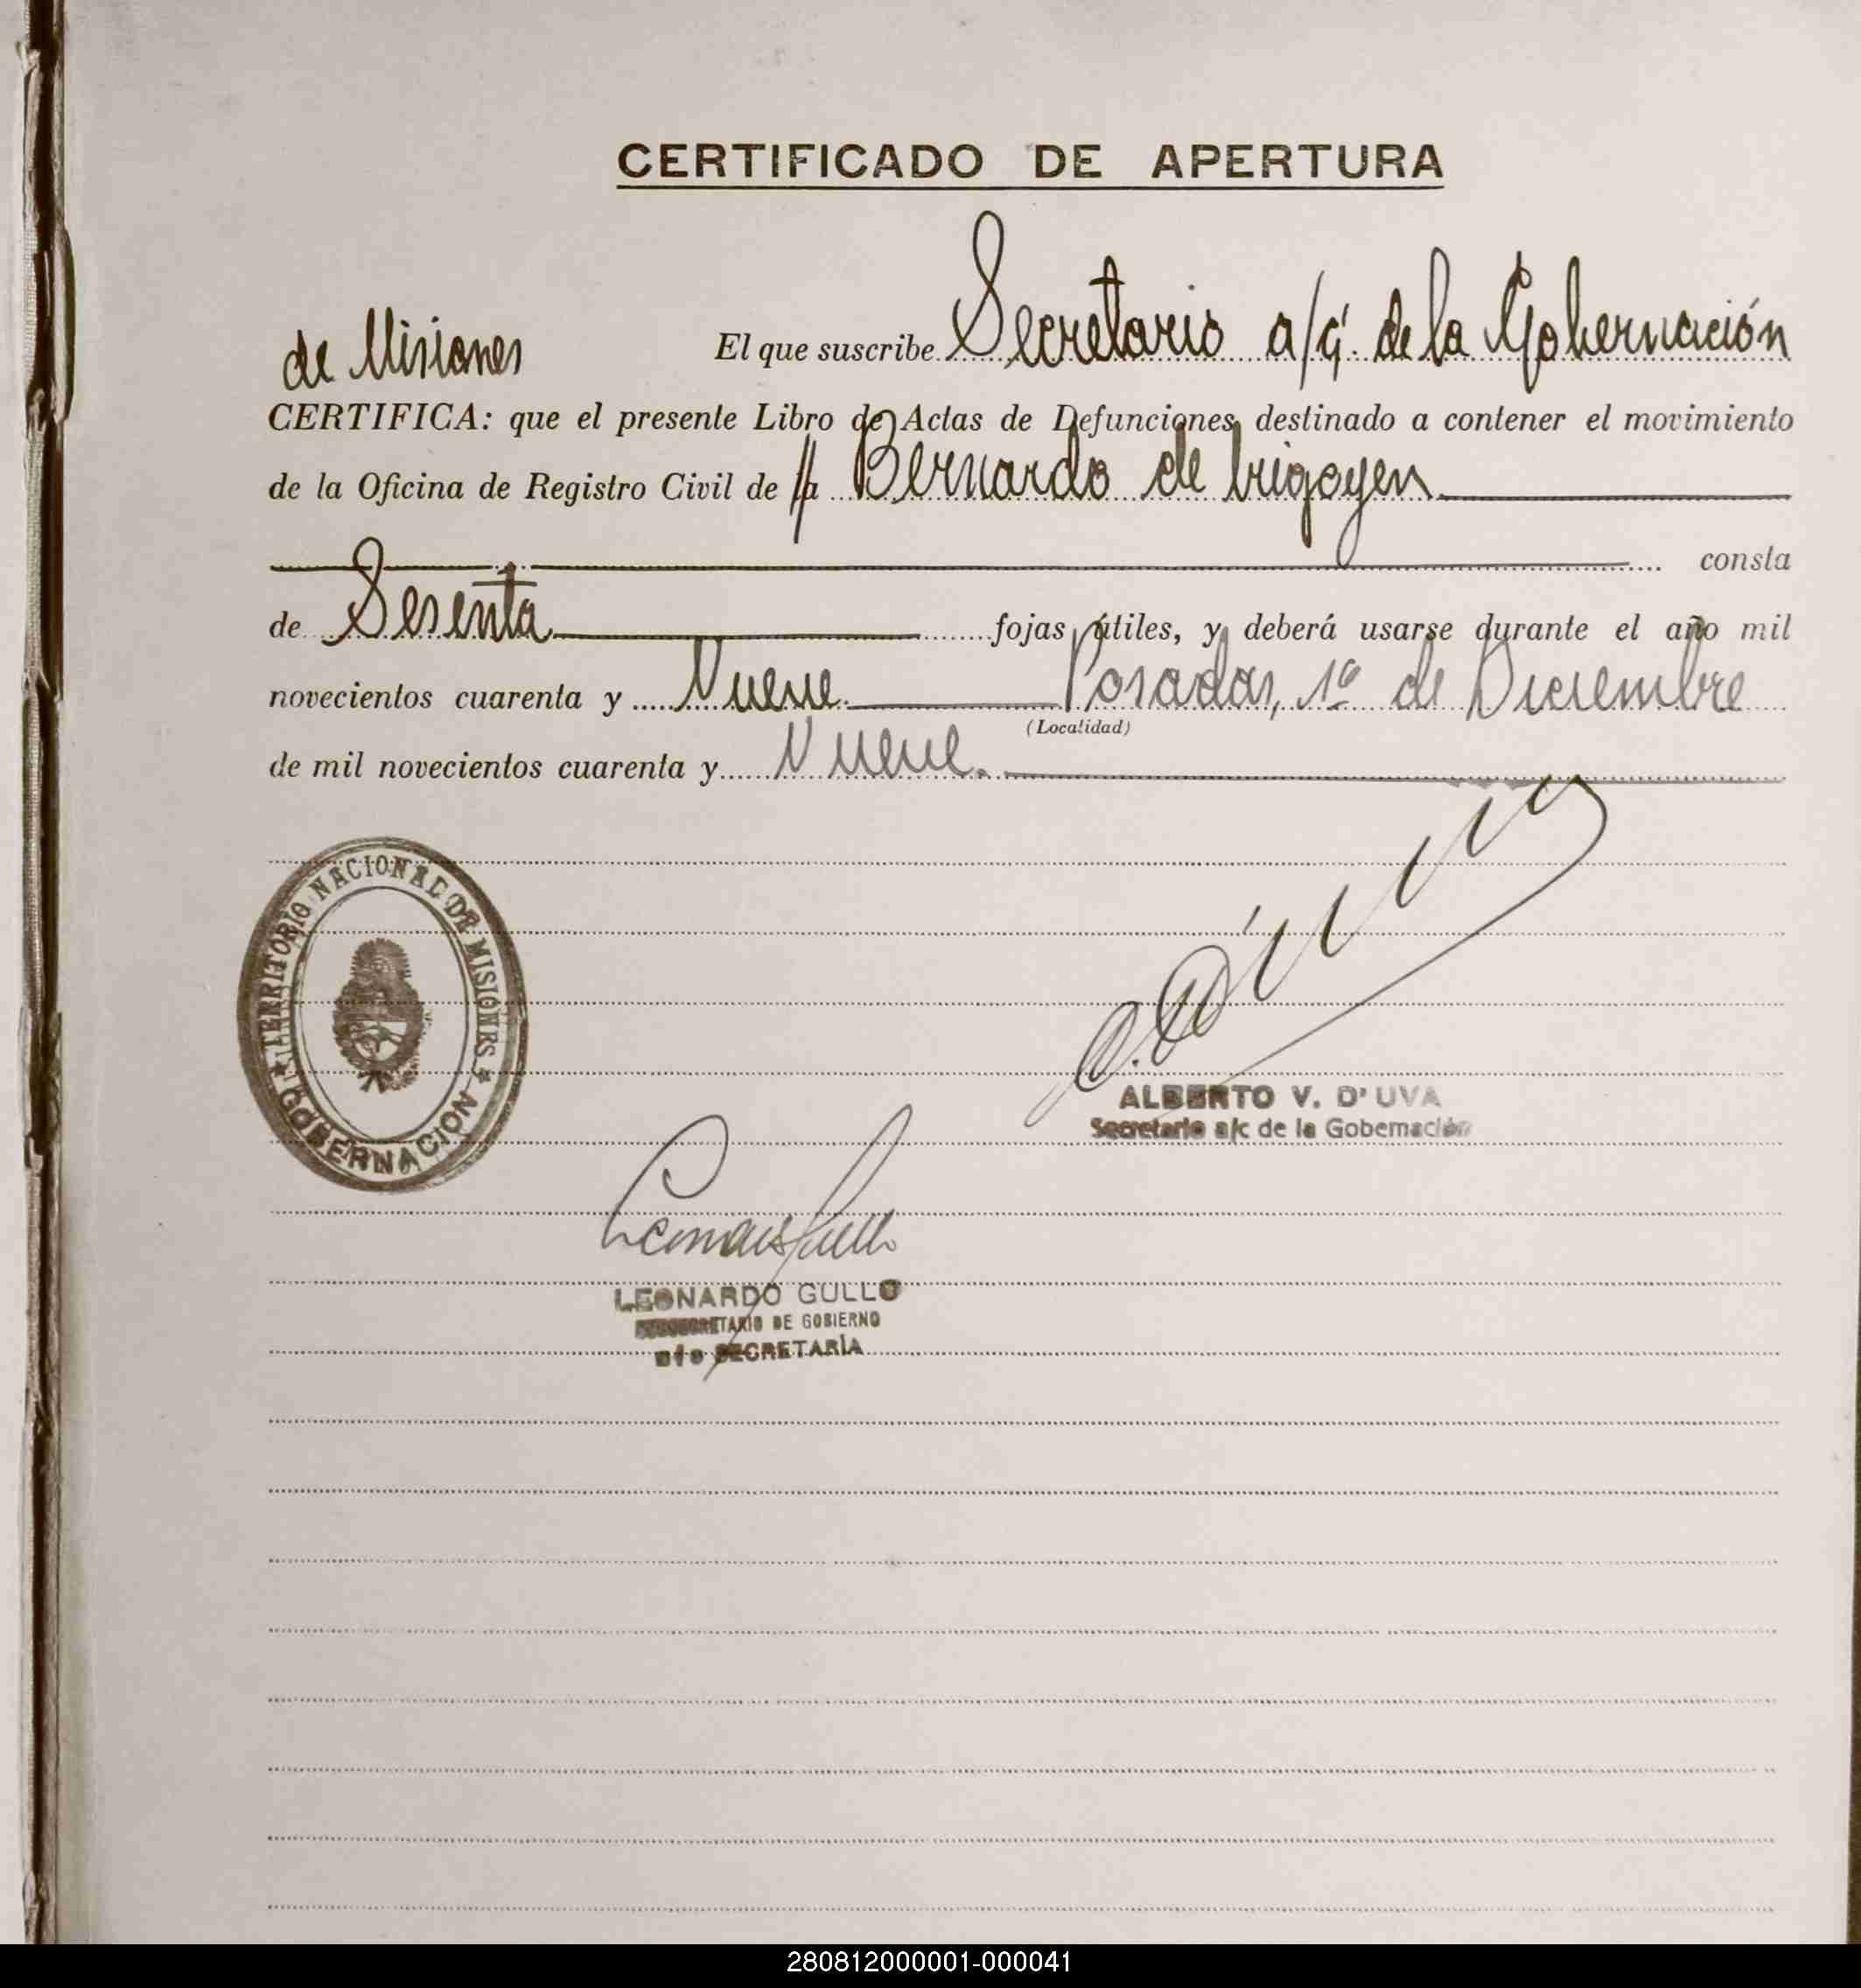 CERTIFICADO DE APERTURA
El que suscribe Secretario a/c. de la Gobernación
de Misiones
CERTIFICA: que el presente Libro de Actas de Defunciones, destinado a contener el movimiento
de la Oficina de Registro Civil de la Bernardo de Irigoyen
consta
de Sesenta fojas útiles, y deberá usarse durante el año mil
novecientos cuarenta y Nueve. Posadas, 1º de Diciembre
(Localidad)
de mil novecientos cuarenta y Nueve.
TERRITORIO NACIONAL DE MISIONES
GOBERNACION
ALBERTO V. D'UVA
Secretario a/c de la Gobernación
LEONARDO GULLO
SUBSECRETARIO DE GOBIERNO
a/c SECRETARÍA
280812000001-000041